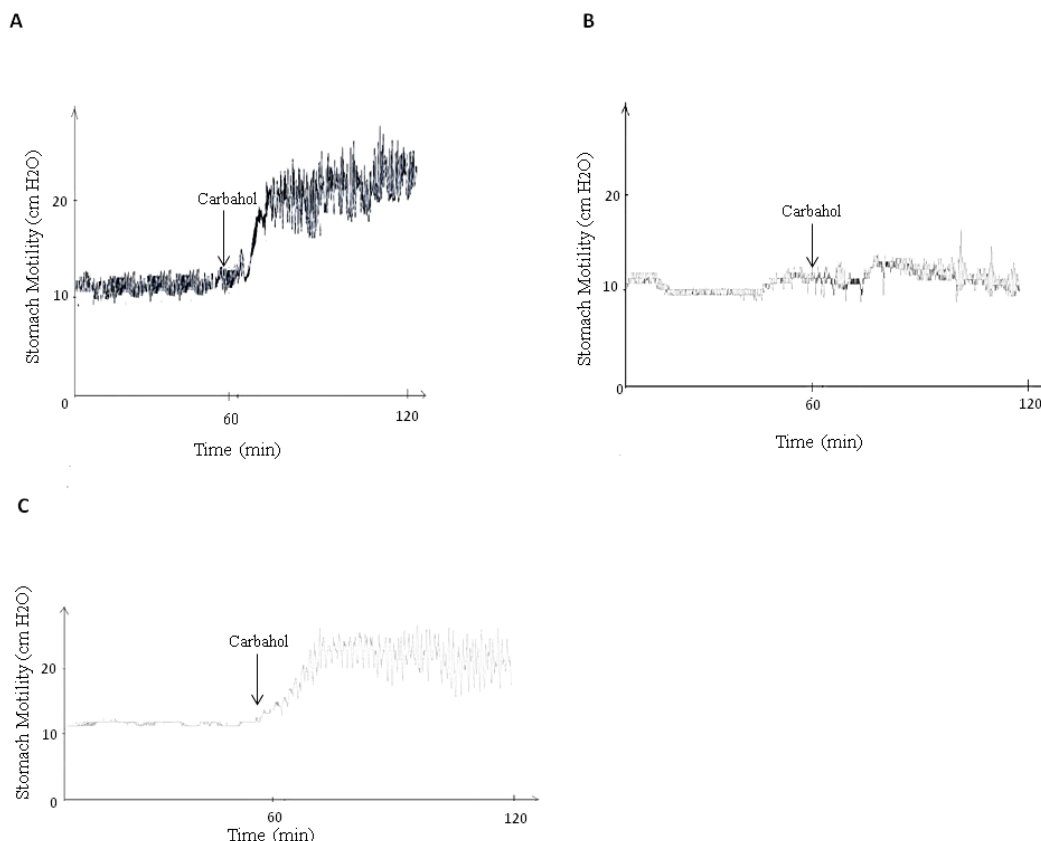 A
Stomach Motility (cm H2O)
20
10
0
Carbahol
60
120
Time (min)
B
Stomach Motility (cm H2O)
20
10
0
Carbahol
60
120
Time (min)
C
Stomach Motility (cm H2O)
20
10
0
Carbahol
60
120
Time (min)